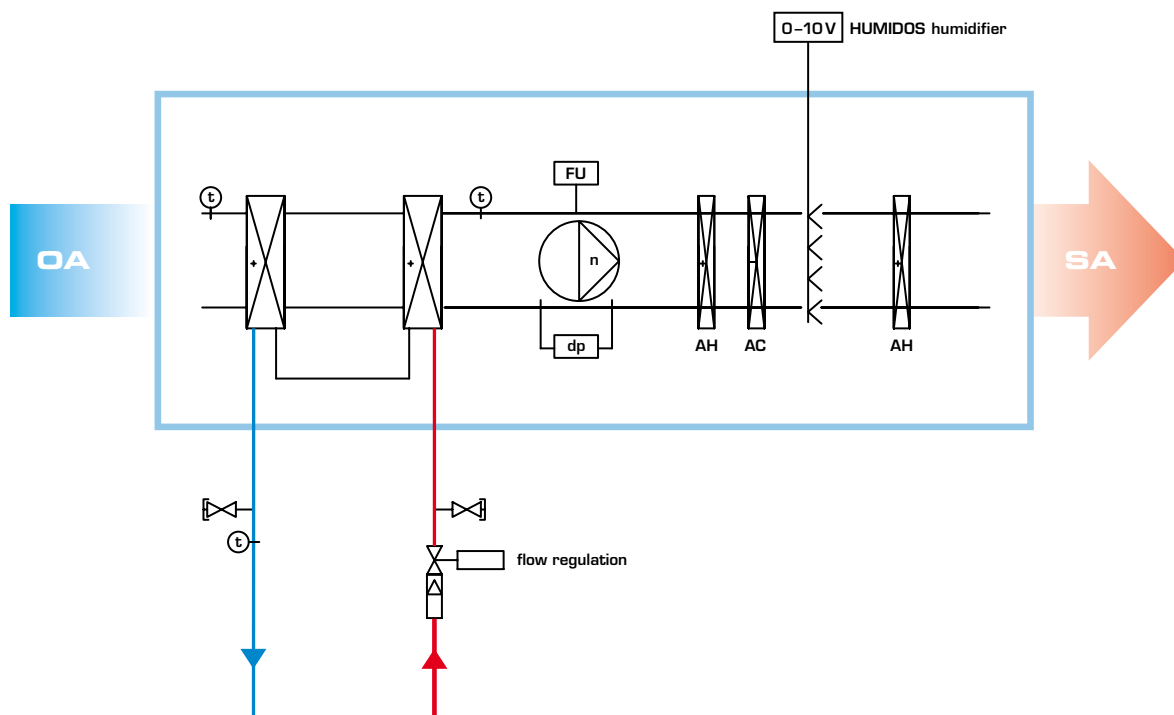 0–10V HUMIDOS humidifier
t
t
FU
OA
SA
+
+
n
+
-
+
dp
AH
AC
AH
t
flow regulation